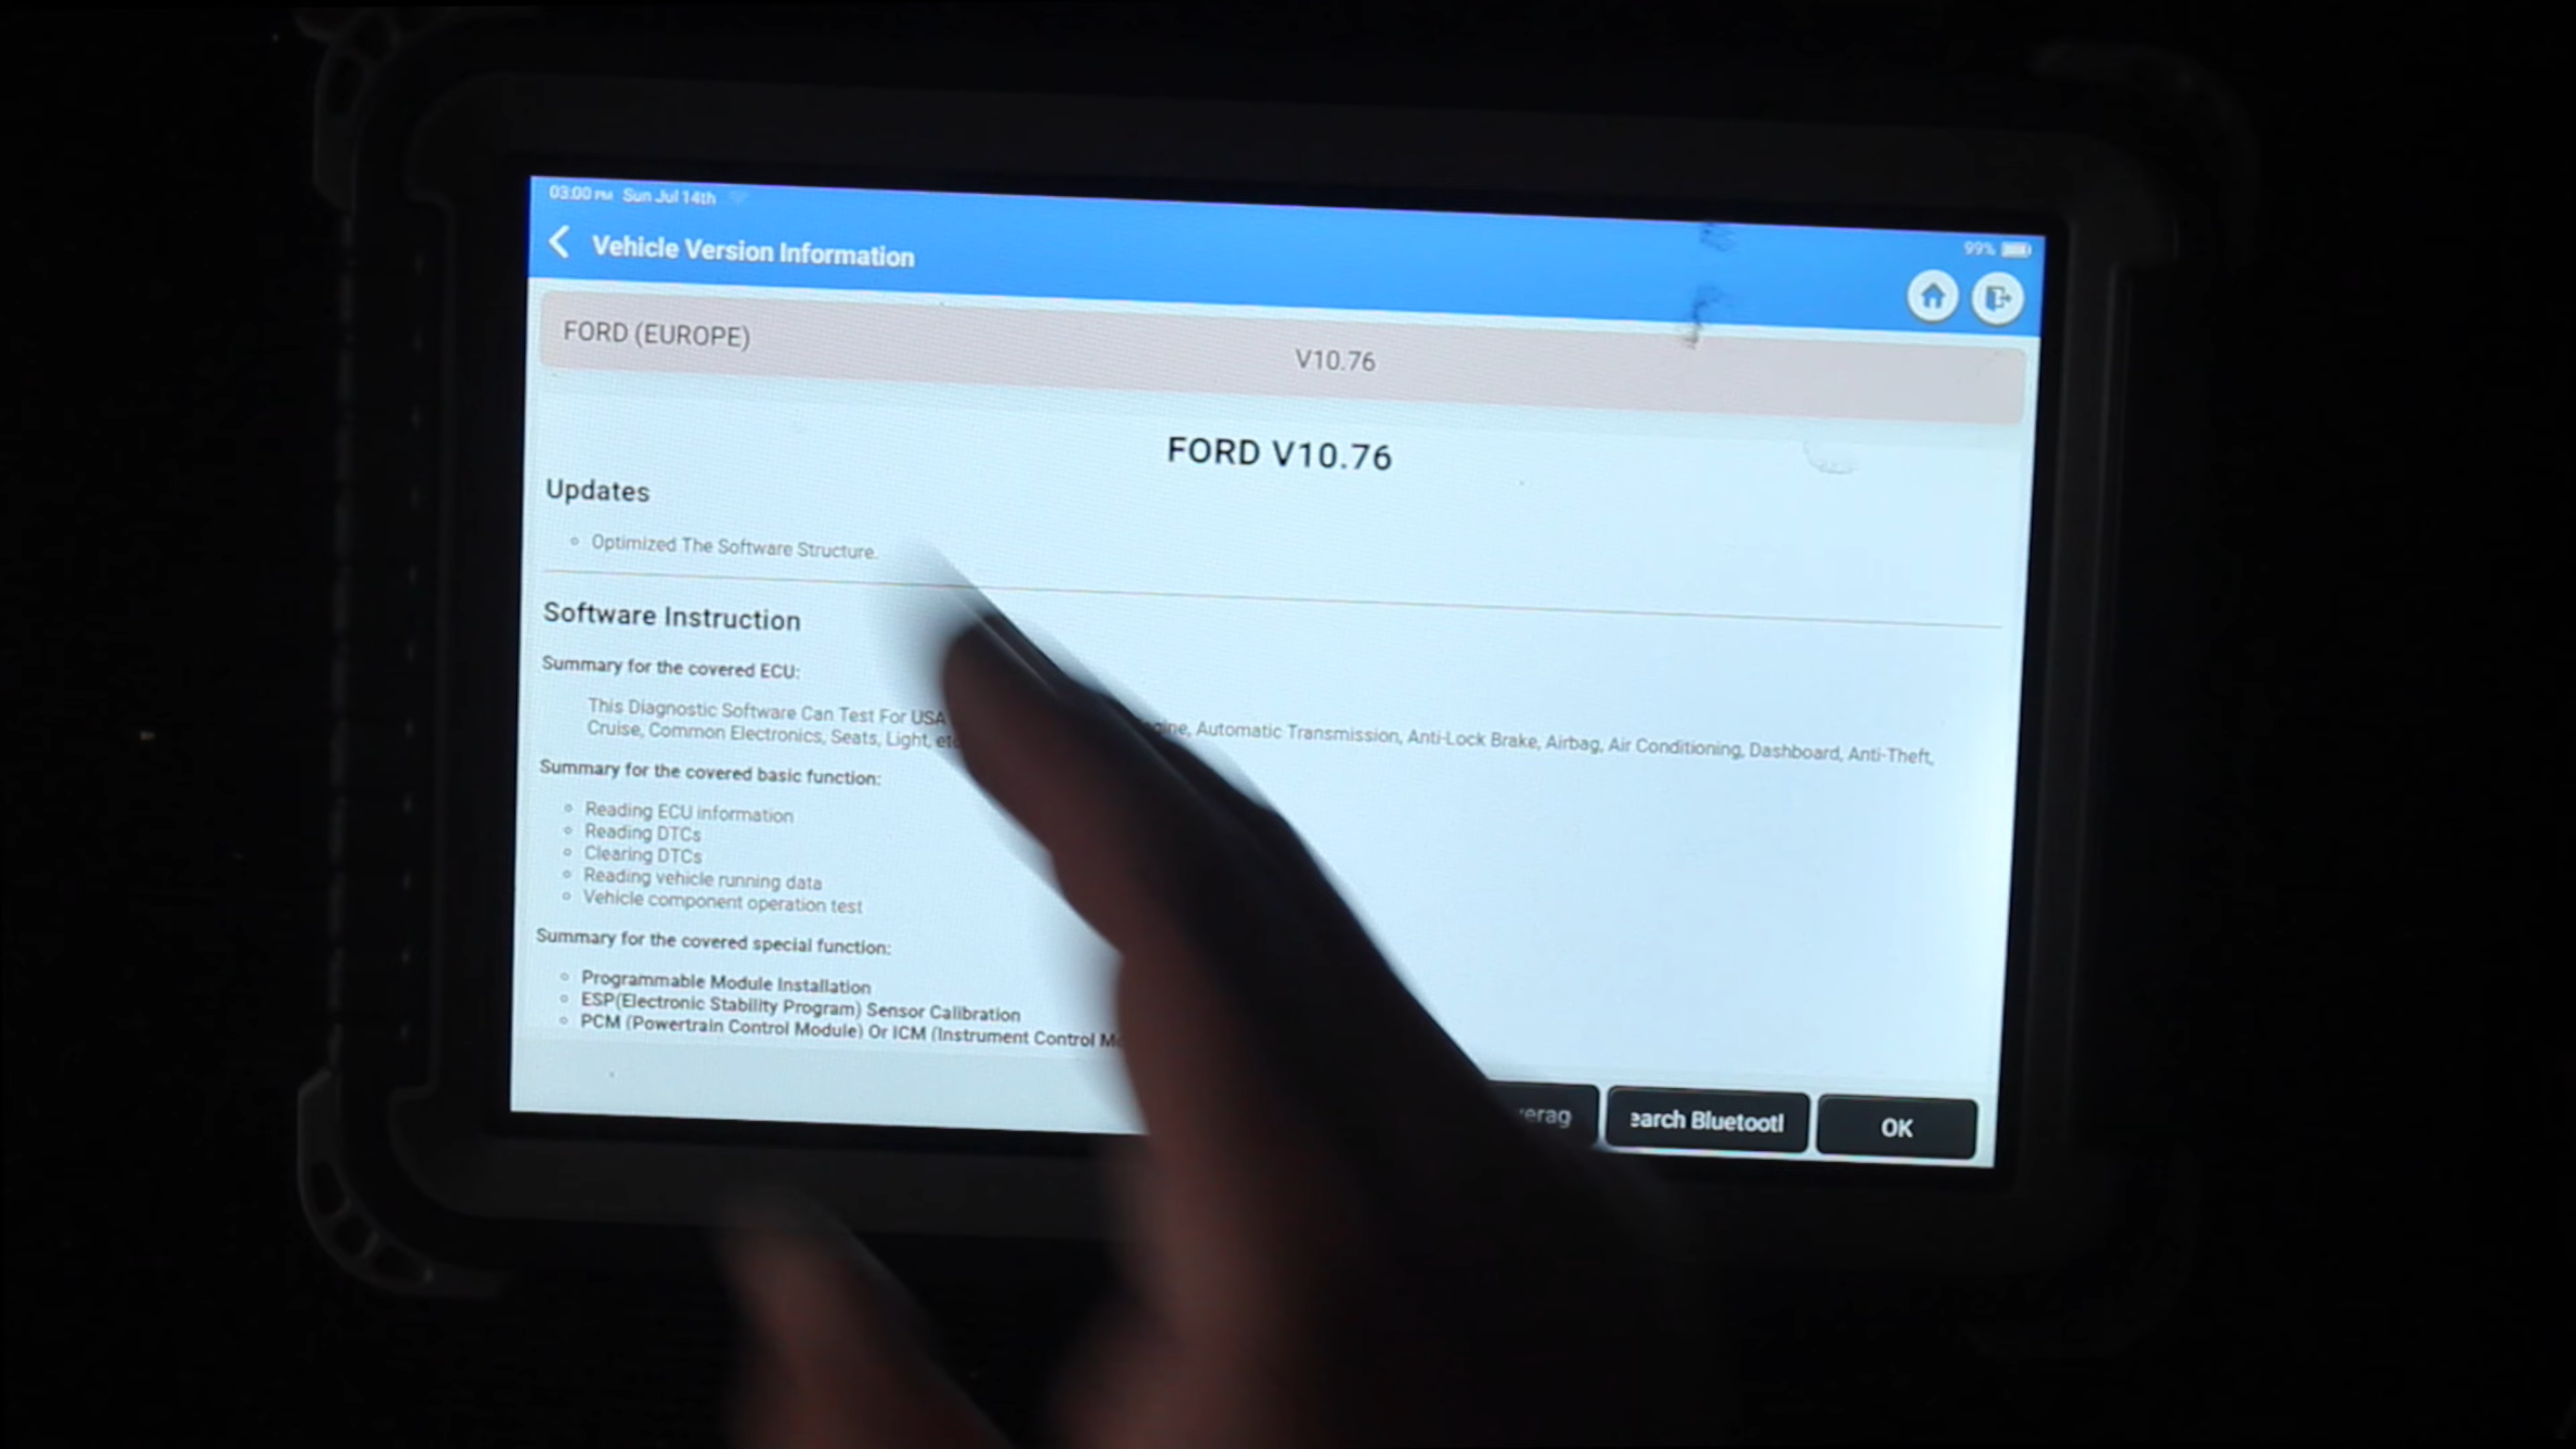 03:00 PM Sun Jul 14th
99%
Vehicle Version Information
FORD (EUROPE) V10.76
FORD V10.76
Updates
Optimized The Software Structure.
Software Instruction
Summary for the covered ECU:
This Diagnostic Software Can Test For USA gine, Automatic Transmission, Anti-Lock Brake, Airbag, Air Conditioning, Dashboard, Anti-Theft,
Cruise, Common Electronics, Seats, Light, etc
Summary for the covered basic function:
Reading ECU information
Reading DTCs
Clearing DTCs
Reading vehicle running data
Vehicle component operation test
Summary for the covered special function:
Programmable Module Installation
ESP(Electronic Stability Program) Sensor Calibration
PCM (Powertrain Control Module) Or ICM (Instrument Control
verag
earch Bluetootl
OK